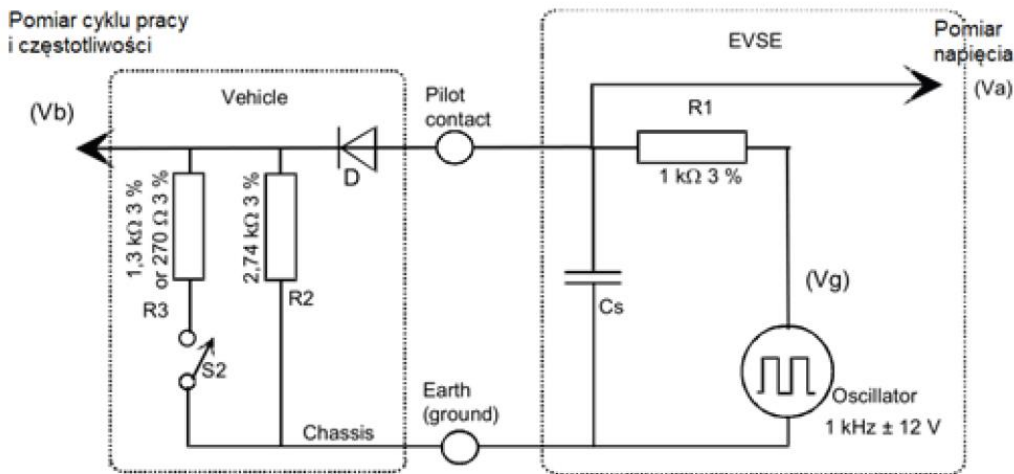 Pomiar cyklu pracy
i częstotliwości
EVSE
Pomiar
napięcia
(Va)
Vehicle
Pilot
contact
(Vb)
R1
D
1 kΩ 3 %
1,3 kΩ 3 %
or 270 Ω 3 %
2,74 kΩ 3 %
R3
R2
Cs
(Vg)
S2
Earth
(ground)
Chassis
Oscillator
1 kHz ± 12 V